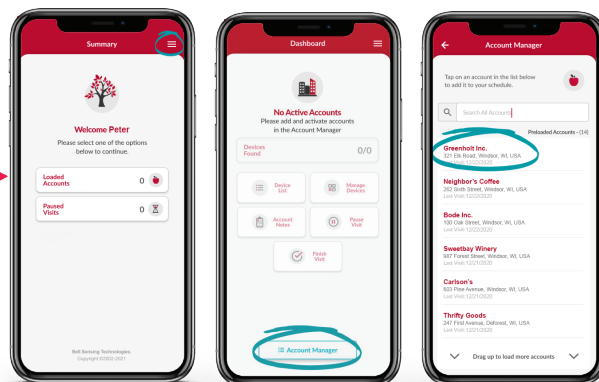 Summary
Welcome Peter
Please select one of the options
below to continue.
Loaded
Accounts
0
Paused
Visits
0
Bell Sensing Technologies.
Copyright ©2002-2021
Dashboard
No Active Accounts
Please add and activate accounts
in the Account Manager
Devices
Found
0/0
Device
List
Manage
Devices
Account
Notes
Pause
Visit
Finish
Visit
Account Manager
Account Manager
Tap on an account in the list below
to add it to your schedule.
Search All Accounts
Preloaded Accounts - (14)
Greenholt Inc.
321 Elk Road, Windsor, WI, USA
Last Visit: 12/22/2020
Neighbor's Coffee
262 Sixth Street, Windsor, WI, USA
Last Visit: 12/22/2020
Bode Inc.
100 Oak Street, Windsor, WI, USA
Last Visit: 12/22/2020
Sweetbay Winery
987 Forest Street, Windsor, WI, USA
Last Visit: 12/21/2020
Carlson's
603 Pine Avenue, Windsor, WI, USA
Last Visit: 12/21/2020
Thrifty Goods
247 First Avenue, Deforest, WI, USA
Last Visit: 12/21/2020
Drag up to load more accounts